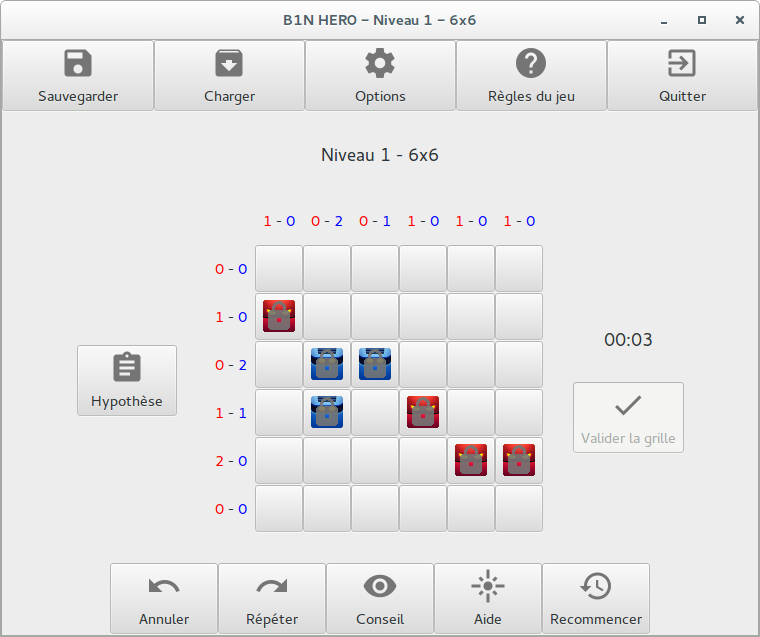 B1N HERO – Niveau 1 – 6x6
Sauvegarder
Charger
Options
Règles du jeu
Quitter
Niveau 1 - 6x6
1 - 0 0 - 2 0 - 1 1 - 0 1 - 0 1 - 0
0 - 0
1 - 0
0 - 2
1 - 1
2 - 0
0 - 0
Hypothèse
00:03
Valider la grille
Annuler
Répéter
Conseil
Aide
Recommencer